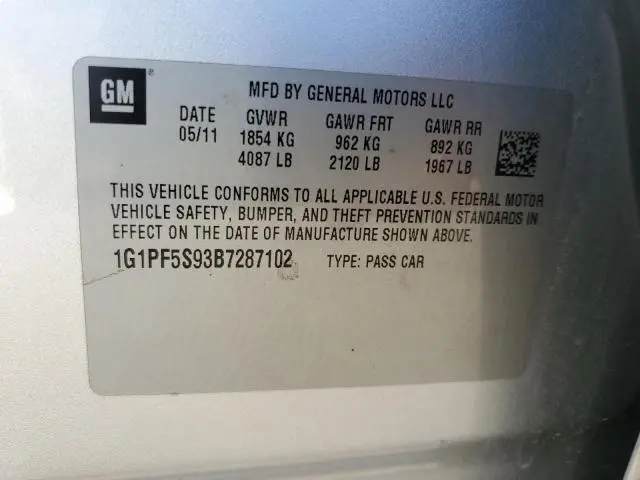 GM
MFD BY GENERAL MOTORS LLC
DATE GVWR GAWR FRT GAWR RR
05/11 1854 KG 962 KG 892 KG
4087 LB 2120 LB 1967 LB
THIS VEHICLE CONFORMS TO ALL APPLICABLE U.S. FEDERAL MOTOR
VEHICLE SAFETY, BUMPER, AND THEFT PREVENTION STANDARDS IN
EFFECT ON THE DATE OF MANUFACTURE SHOWN ABOVE.
1G1PF5S93B7287102 TYPE: PASS CAR